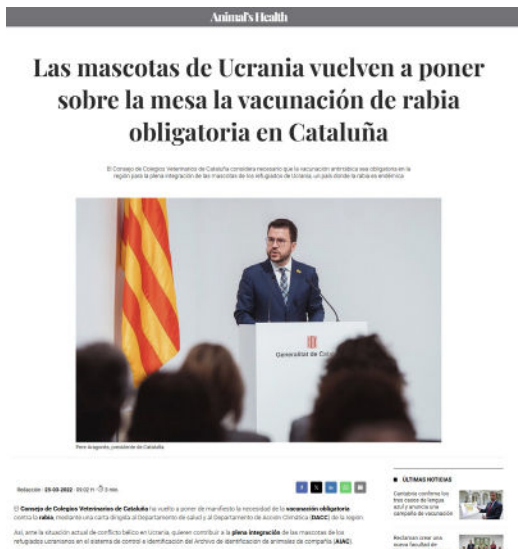 Animal's Health
Las mascotas de Ucrania vuelven a poner
sobre la mesa la vacunación de rabia
obligatoria en Cataluña
El Consejo de Colegios Veterinarios de Cataluña considera necesario que la vacunación antirrábica sea obligatoria en la
región para la plena integración de las mascotas de los refugiados de Ucrania, un país donde la rabia es endémica
Generalitat de Cat
Pere Aragonès, presidente de Cataluña
Redacción - 25-03-2022 - 05:02 H - 3 min.
El Consejo de Colegios Veterinarios de Cataluña ha vuelto a poner de manifiesto la necesidad de la vacunación obligatoria
contra la rabia, mediante una carta dirigida al Departamento de salud y al Departamento de Acción Climática (DACC) de la región.
Así, ante la situación actual de conflicto bélico en Ucrania, quieren contribuir a la plena integración de las mascotas de los
refugiados ucranianos en el sistema de control e identificación del Archivo de identificación de animales de compañía (AIAC).
ÚLTIMAS NOTICIAS
Cantabria confirma los
tres casos de lengua
azul y anuncia una
campaña de vacunación
Reclaman crear una
nueva facultad de